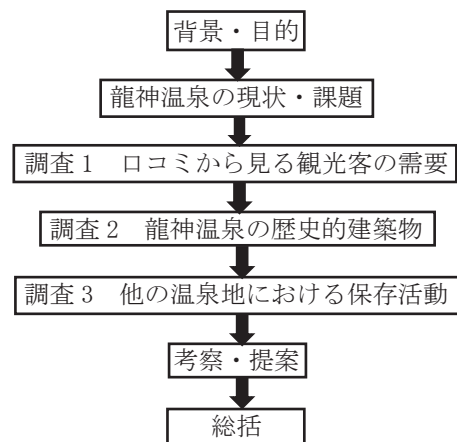 背景・目的
龍神温泉の現状・課題
調査1　口コミから見る観光客の需要
調査2　龍神温泉の歴史的建築物
調査3　他の温泉地における保存活動
考察・提案
総括